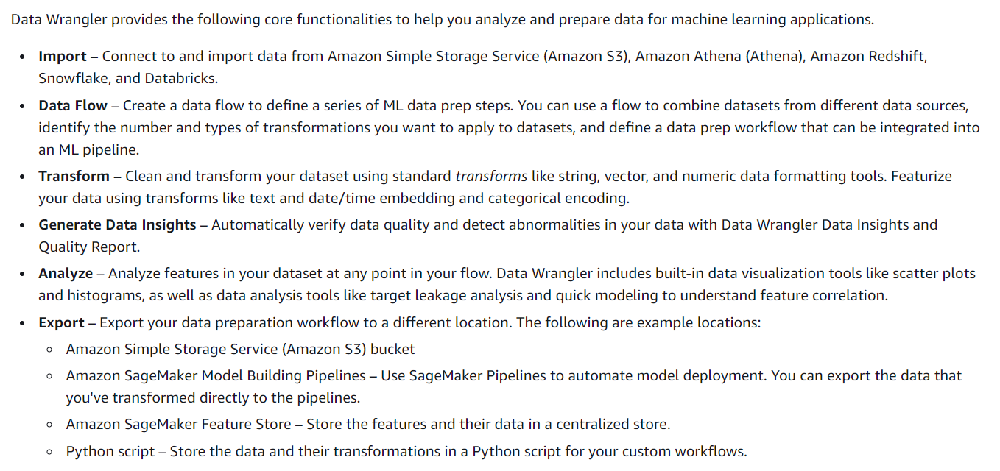 Data Wrangler provides the following core functionalities to help you analyze and prepare data for machine learning applications.
• Import – Connect to and import data from Amazon Simple Storage Service (Amazon S3), Amazon Athena (Athena), Amazon Redshift,
Snowflake, and Databricks.
• Data Flow – Create a data flow to define a series of ML data prep steps. You can use a flow to combine datasets from different data sources,
identify the number and types of transformations you want to apply to datasets, and define a data prep workflow that can be integrated into
an ML pipeline.
• Transform – Clean and transform your dataset using standard transforms like string, vector, and numeric data formatting tools. Featurize
your data using transforms like text and date/time embedding and categorical encoding.
• Generate Data Insights – Automatically verify data quality and detect abnormalities in your data with Data Wrangler Data Insights and
Quality Report.
• Analyze – Analyze features in your dataset at any point in your flow. Data Wrangler includes built-in data visualization tools like scatter plots
and histograms, as well as data analysis tools like target leakage analysis and quick modeling to understand feature correlation.
• Export – Export your data preparation workflow to a different location. The following are example locations:
◦ Amazon Simple Storage Service (Amazon S3) bucket
◦ Amazon SageMaker Model Building Pipelines – Use SageMaker Pipelines to automate model deployment. You can export the data that
you've transformed directly to the pipelines.
◦ Amazon SageMaker Feature Store – Store the features and their data in a centralized store.
◦ Python script – Store the data and their transformations in a Python script for your custom workflows.